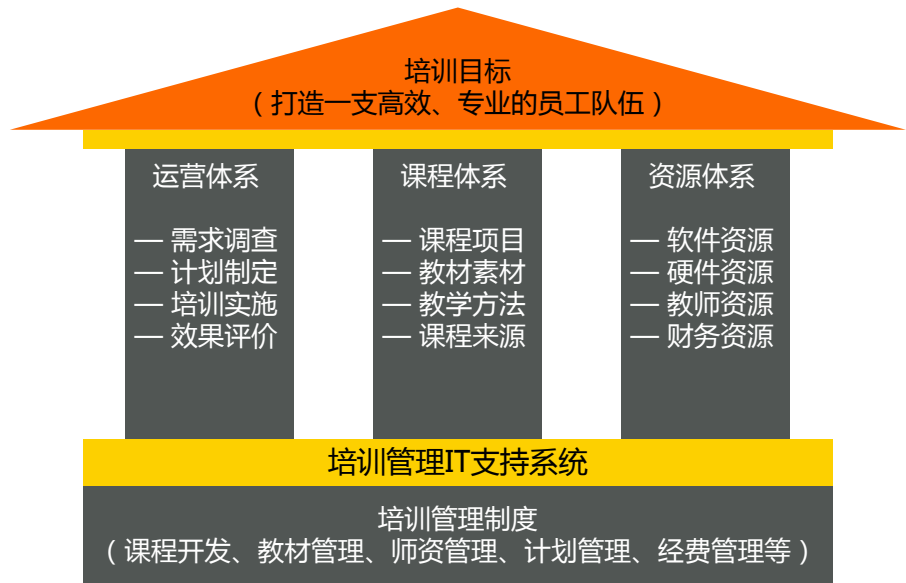 培训目标
（打造一支高效、专业的员工队伍）
运营体系
— 需求调查
— 计划制定
— 培训实施
— 效果评价
课程体系
— 课程项目
— 教材素材
— 教学方法
— 课程来源
资源体系
— 软件资源
— 硬件资源
— 教师资源
— 财务资源
培训管理IT支持系统
培训管理制度
（课程开发、教材管理、师资管理、计划管理、经费管理等）